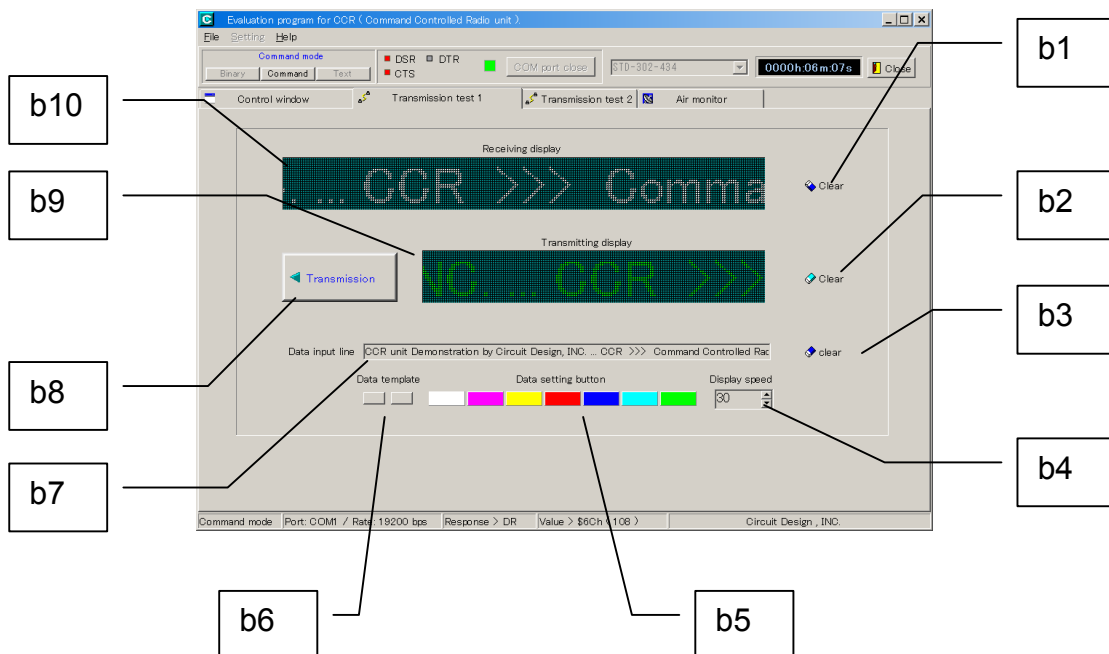 Evaluation program for CCR ( Command Controlled Radio unit ).
File Setting Help
Command mode
Binary Command Text
DSR DTR
CTS
COM port close
STD-302-434
0000h:06m:07s
Close
Control window Transmission test 1 Transmission test 2 Air monitor
Receiving display
. ... CCR >>> Comma
Clear
Transmitting display
NC. ... CCR >>>
Transmission
Clear
Data input line CCR unit Demonstration by Circuit Design, INC. ... CCR >>> Command Controlled Rac
clear
Data template Data setting button Display speed
30
Command mode Port: COM1 / Rate: 19200 bps Response > DR Value > $6Ch ( 108 ) Circuit Design , INC.
b1
b2
b3
b4
b5
b6
b7
b8
b9
b10